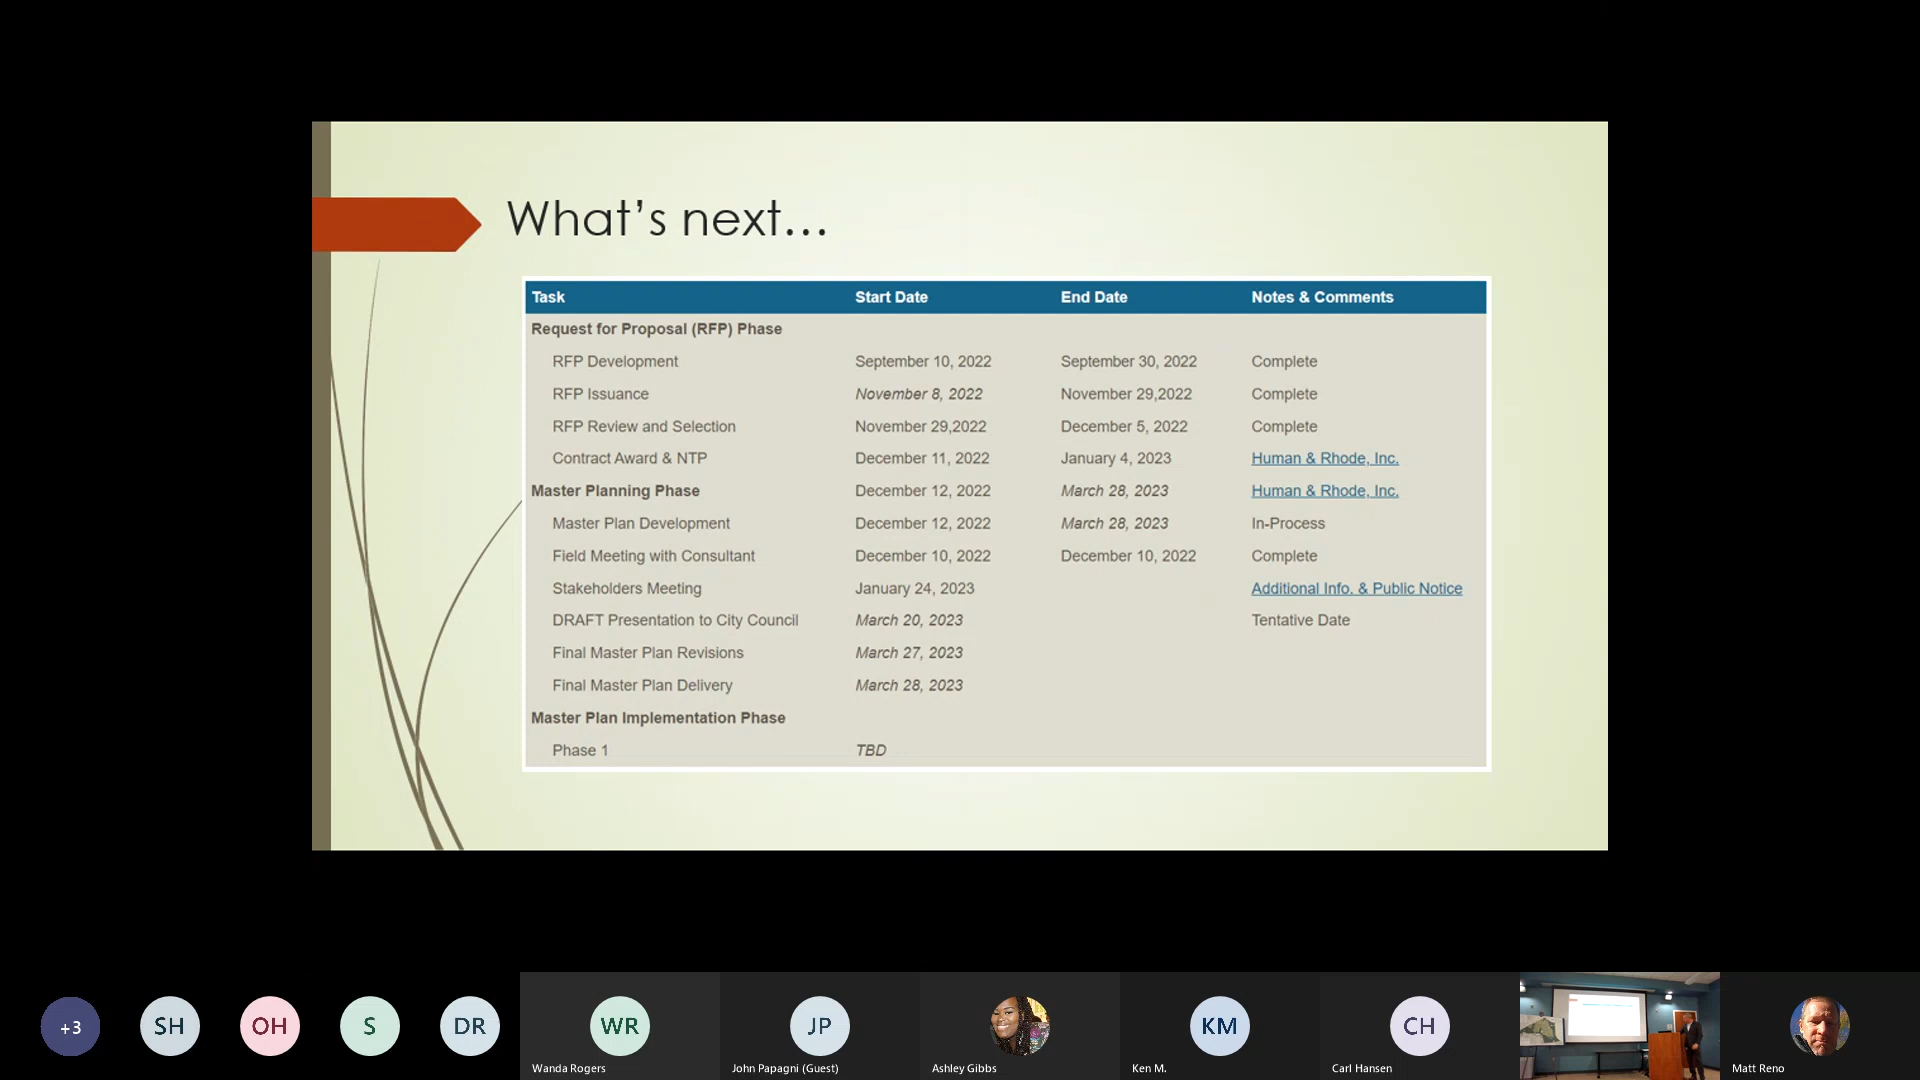 What's next...
Task Start Date End Date Notes & Comments
Request for Proposal (RFP) Phase
RFP Development September 10, 2022 September 30, 2022 Complete
RFP Issuance November 8, 2022 November 29,2022 Complete
RFP Review and Selection November 29,2022 December 5, 2022 Complete
Contract Award & NTP December 11, 2022 January 4, 2023 Human & Rhode, Inc.
Master Planning Phase December 12, 2022 March 28, 2023 Human & Rhode, Inc.
Master Plan Development December 12, 2022 March 28, 2023 In-Process
Field Meeting with Consultant December 10, 2022 December 10, 2022 Complete
Stakeholders Meeting January 24, 2023 Additional Info. & Public Notice
DRAFT Presentation to City Council March 20, 2023 Tentative Date
Final Master Plan Revisions March 27, 2023
Final Master Plan Delivery March 28, 2023
Master Plan Implementation Phase
Phase 1 TBD
+3 SH OH S DR WR JP KM CH
Wanda Rogers John Papagni (Guest) Ashley Gibbs Ken M. Carl Hansen Matt Reno